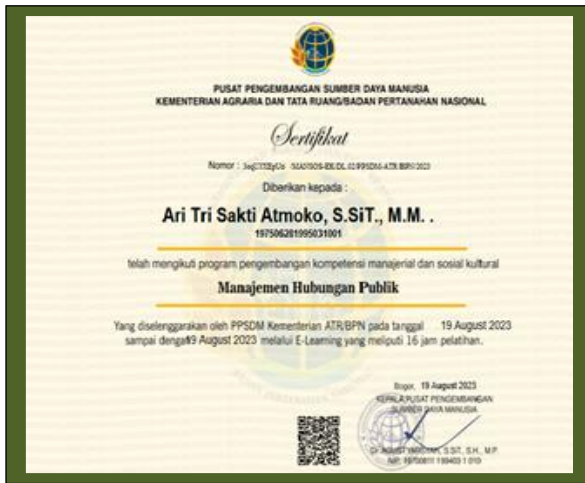 PUSAT PENGEMBANGAN SUMBER DAYA MANUSIA
KEMENTERIAN AGRARIA DAN TATA RUANG/BADAN PERTANAHAN NASIONAL
Sertifikat
Nomor :
Diberikan kepada :
Ari Tri Sakti Atmoko, S.SiT., M.M. .
197506281995031001
telah mengikuti program pengembangan kompetensi manajerial dan sosial kultural
Manajemen Hubungan Publik
Yang diselenggarakan oleh PPSDM Kementerian ATR/BPN pada tanggal 19 August 2023
sampai dengan 19 August 2023 melalui E-Learning yang meliputi 16 jam pelatihan.
Bogor, 19 August 2023
KEPALA PUSAT PENGEMBANGAN
SUMBER DAYA MANUSIA
S.SiT., S.H., M.P.